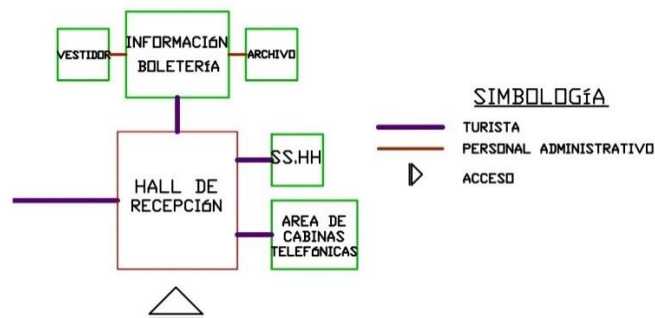 VESTIDOR
INFORMACIÓN
BOLETERÍA
ARCHIVO
HALL DE
RECEPCIÓN
SS.HH
AREA DE
CABINAS
TELEFÓNICAS
SIMBOLOGÍA
TURISTA
PERSONAL ADMINISTRATIVO
ACCESO